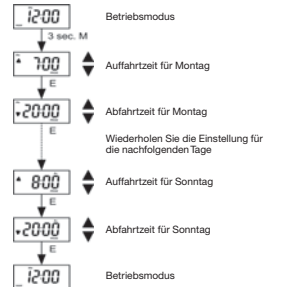 12:00 Betriebsmodus
3 sec. M
7:00 Auffahrtzeit für Montag
E
20:00 Abfahrtzeit für Montag
E
Wiederholen Sie die Einstellung für
die nachfolgenden Tage
8:00 Auffahrtzeit für Sonntag
E
20:00 Abfahrtzeit für Sonntag
E
12:00 Betriebsmodus